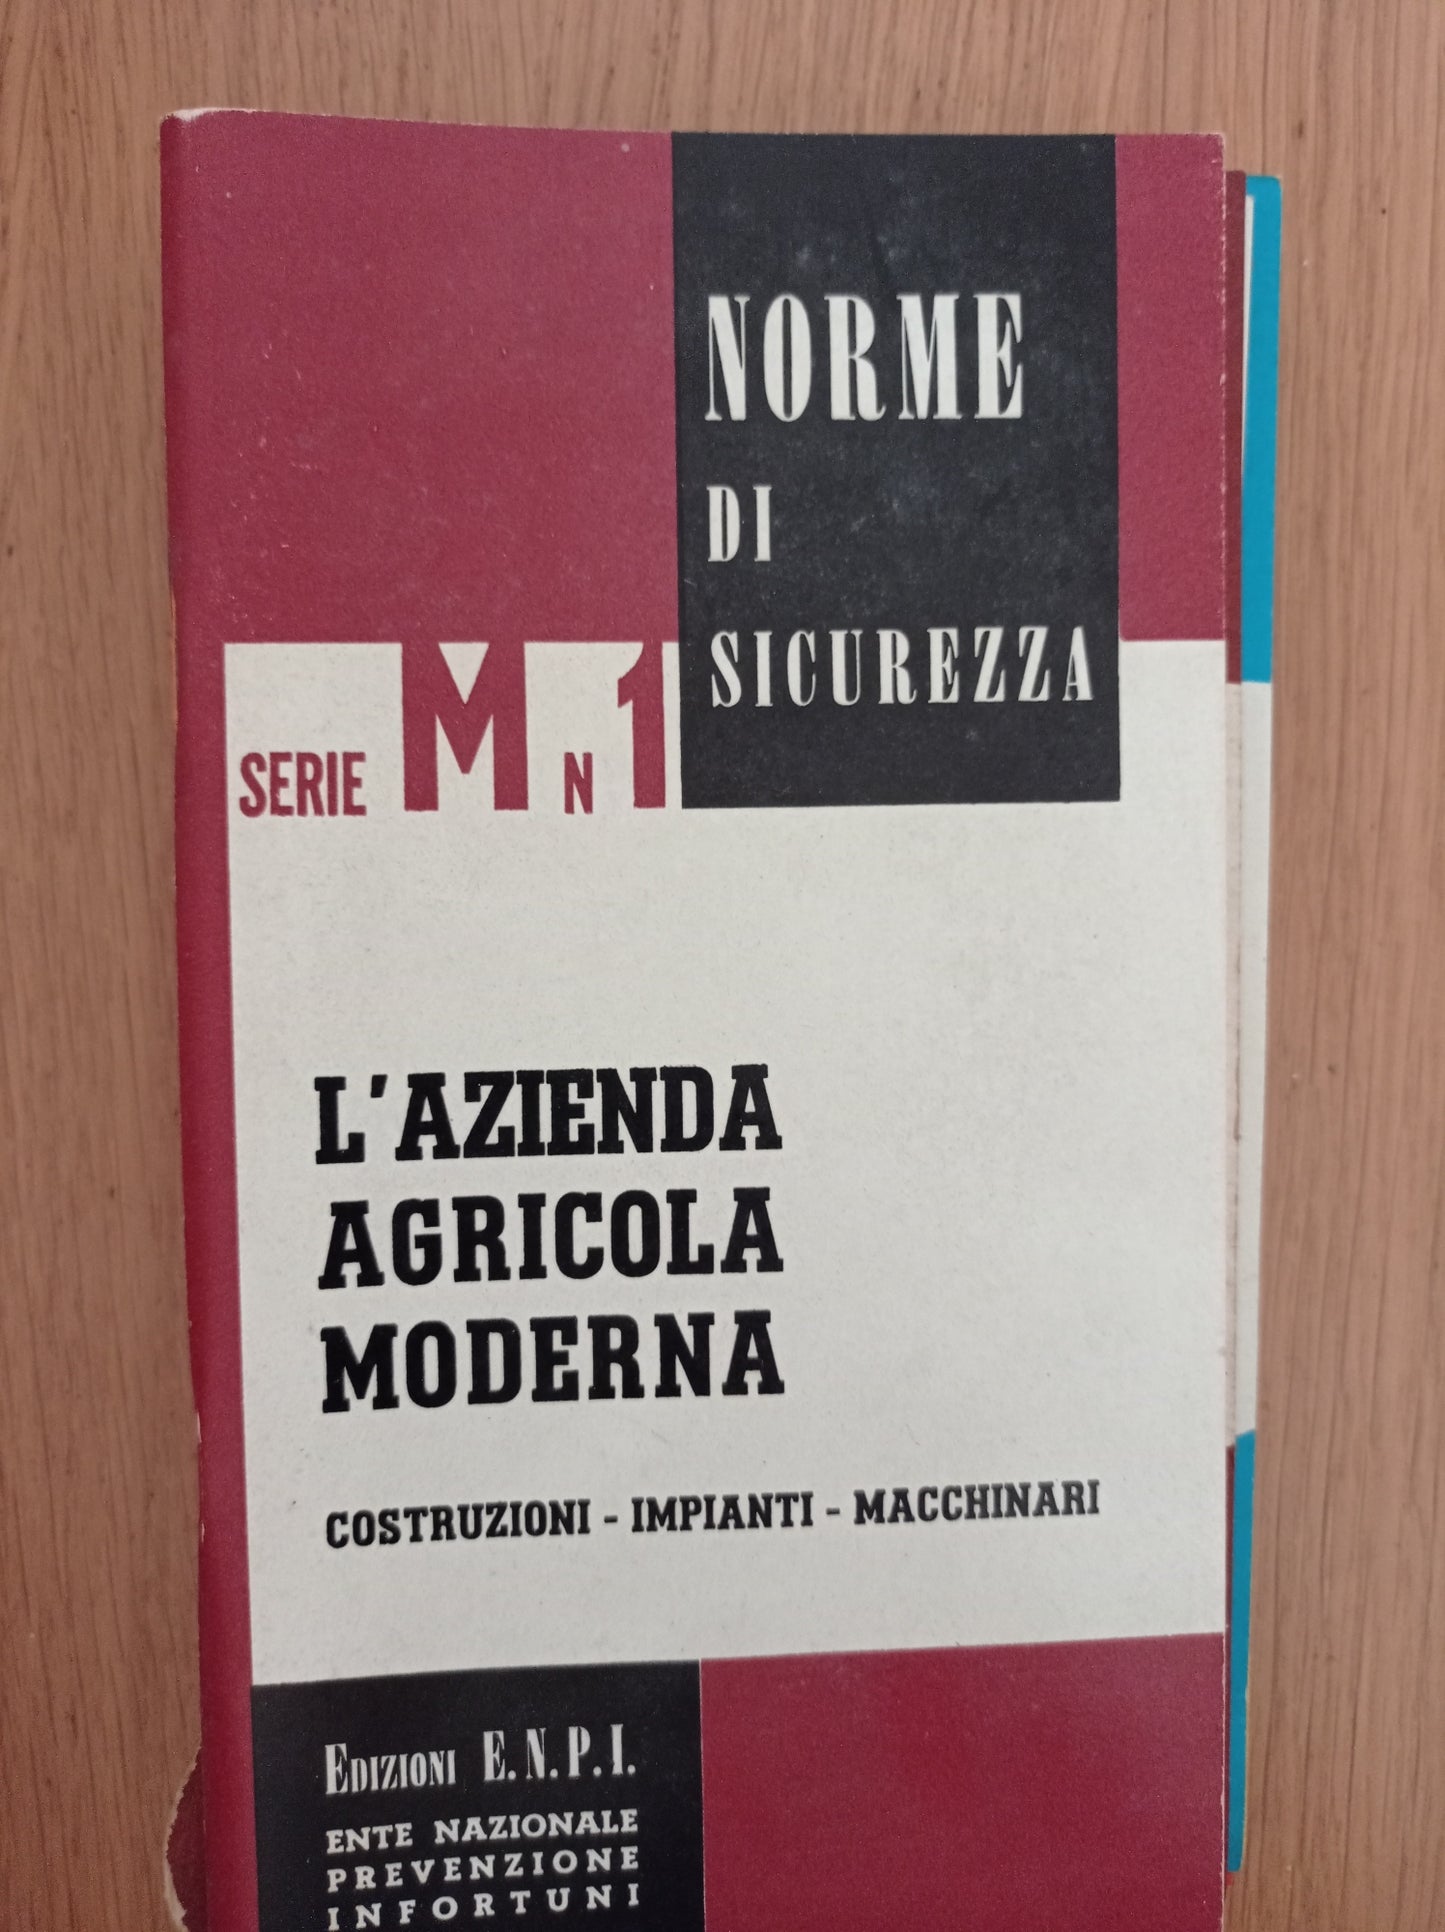 NORME
DI
SICUREZZA
SERIE M N 1
L'AZIENDA
AGRICOLA
MODERNA
COSTRUZIONI - IMPIANTI - MACCHINARI
EDIZIONI E.N.P.I.
ENTE NAZIONALE
PREVENZIONE
INFORTUNI